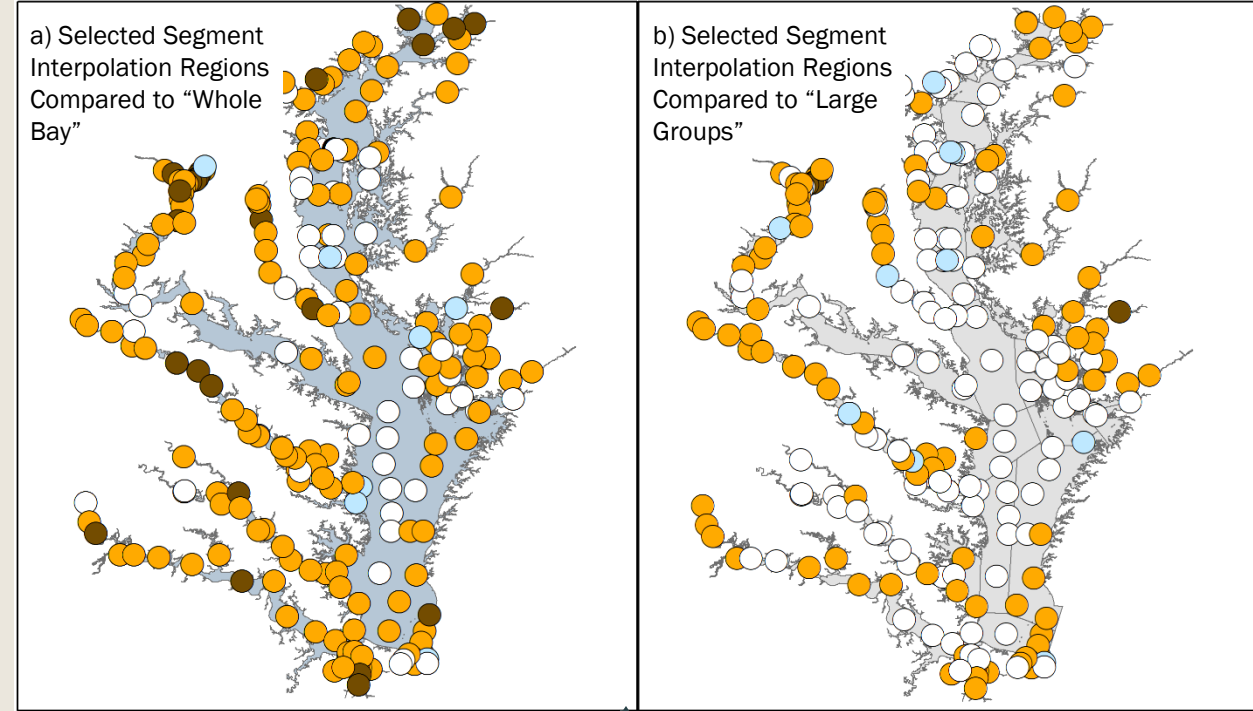 a) Selected Segment
Interpolation Regions
Compared to “Whole
Bay”
b) Selected Segment
Interpolation Regions
Compared to “Large
Groups”